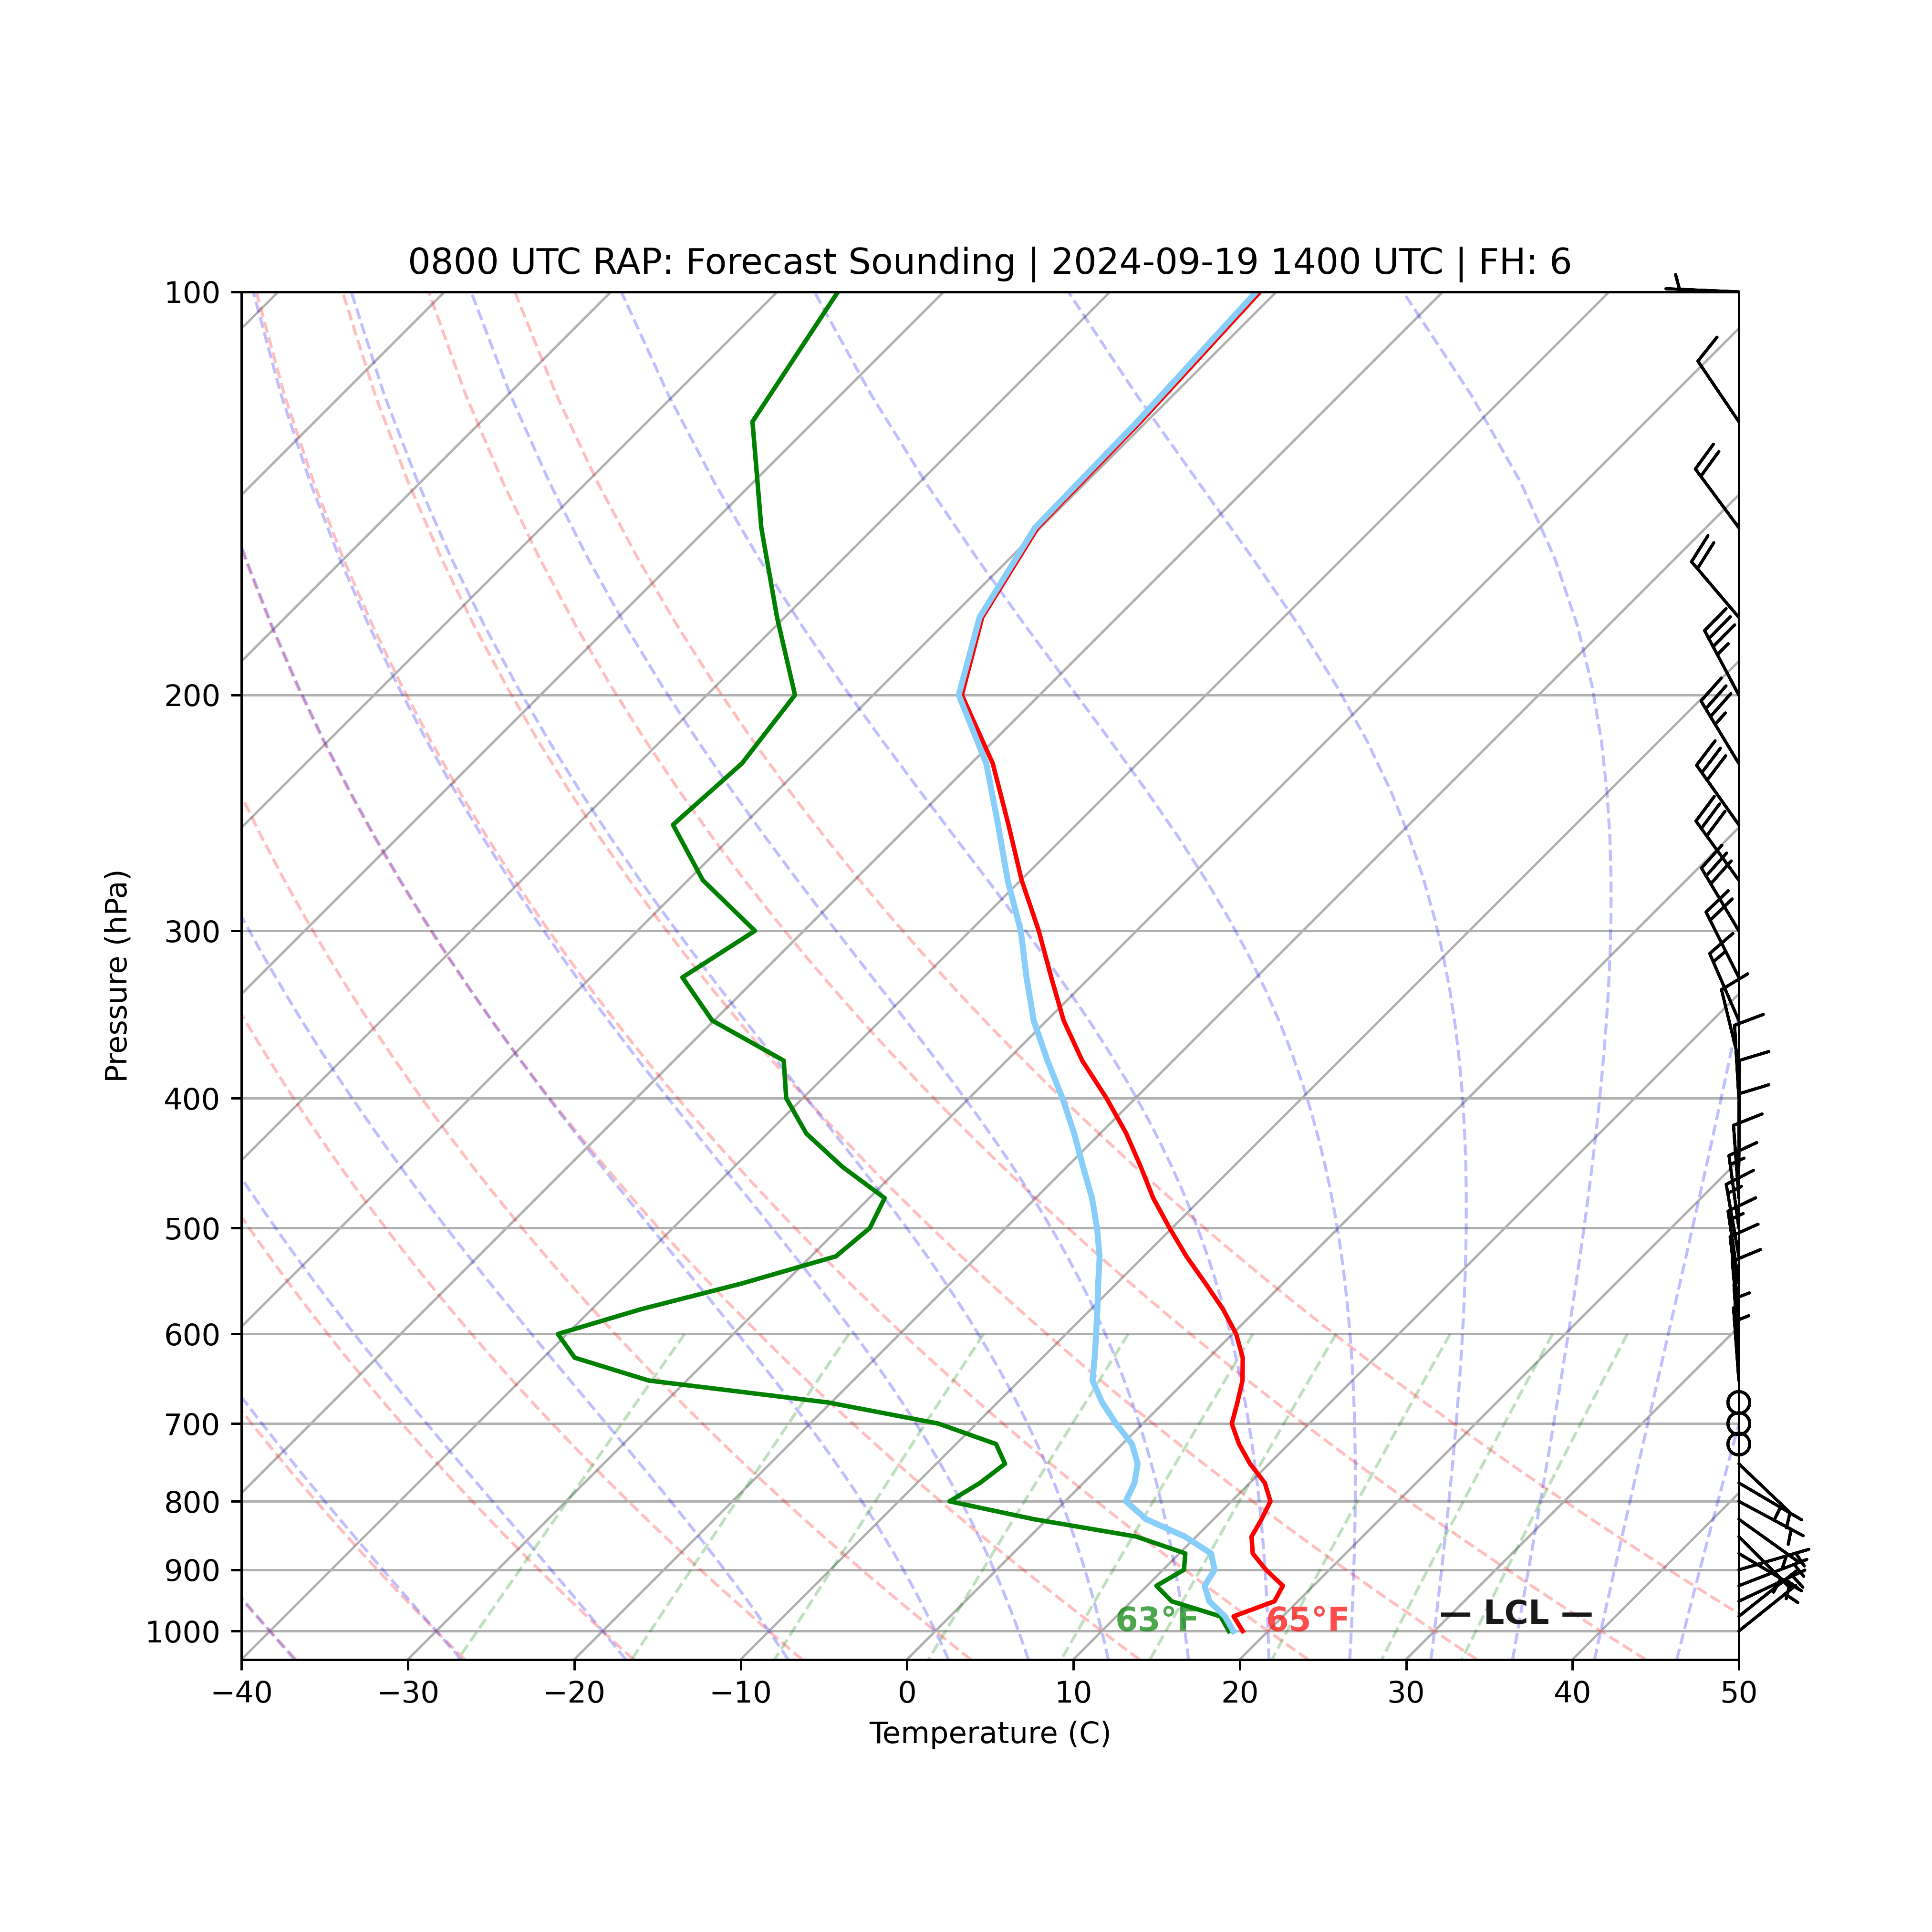 0800 UTC RAP: Forecast Sounding | 2024-09-19 1400 UTC | FH: 6
100
200
300
400
500
600
700
800
900
1000
Pressure (hPa)
63°F
65°F
— LCL —
−40 −30 −20 −10 0 10 20 30 40 50
Temperature (C)